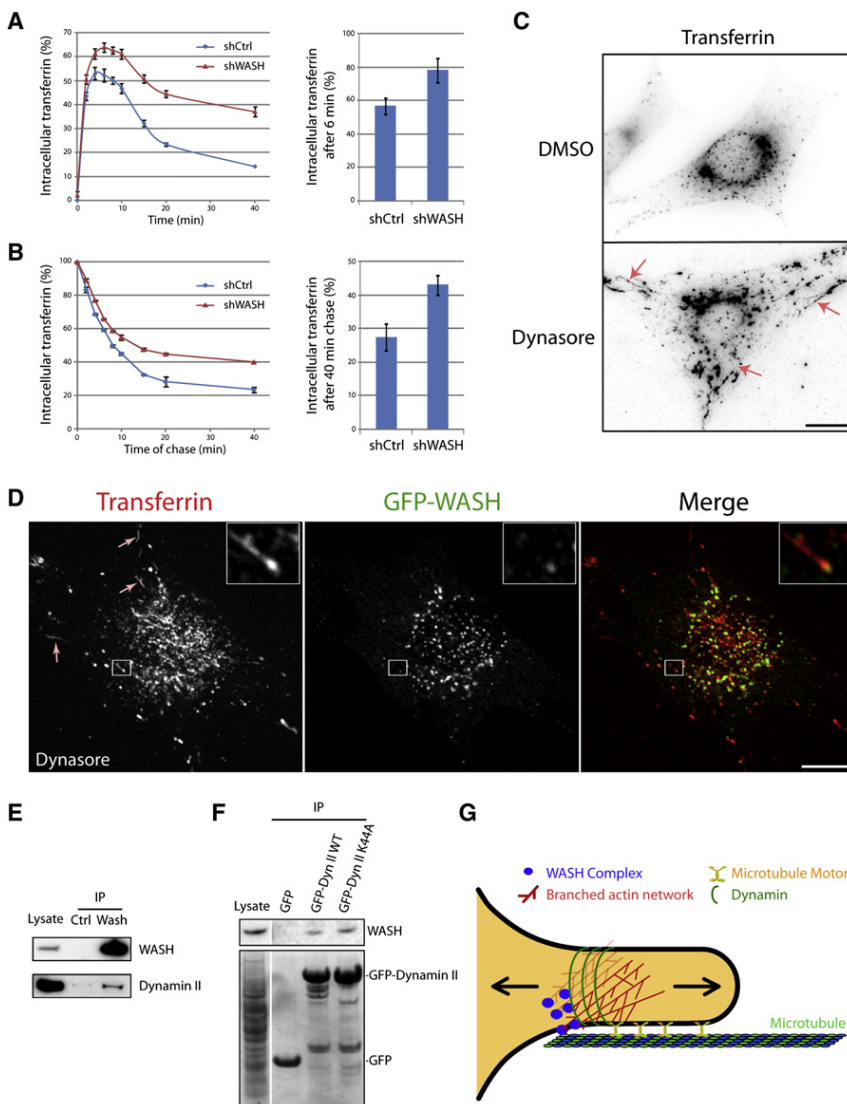 A
Intracellular transferrin (%)
70
60
50
40
30
20
10
0
shCtrl
shWASH
0
10
20
30
40
Time (min)
Intracellular transferrin
after 6 min (%)
100
80
60
40
20
0
shCtrl shWASH
B
Intracellular transferrin (%)
100
80
60
40
20
0
shCtrl
shWASH
0
10
20
30
40
Time of chase (min)
Intracellular transferrin
after 40 min chase (%)
50
40
30
20
10
0
shCtrl shWASH
C
Transferrin
DMSO
Dynasore
D
Transferrin
GFP-WASH
Merge
Dynasore
E
IP
Lysate Ctrl Wash
WASH
Dynamin II
F
IP
Lysate GFP GFP-Dyn II WT GFP-Dyn II K44A
WASH
-GFP-Dynamin II
-GFP
G
WASH Complex
Microtubule Motor
Branched actin network
Dynamin
Microtubule